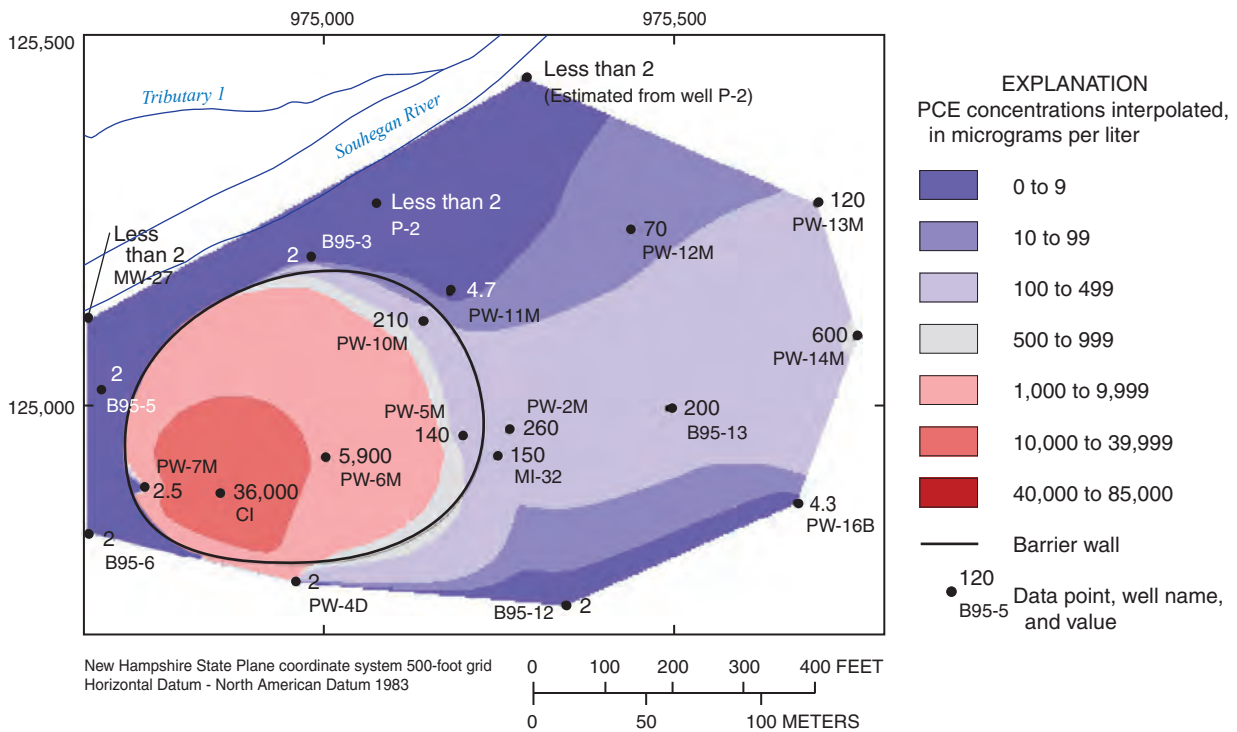 975,000
975,500
125,500
125,000
Tributary 1
Souhegan River
Less than 2
(Estimated from well P-2)
Less than 2
P-2
120
PW-13M
70
PW-12M
Less
than 2
MW-27
2
B95-3
4.7
PW-11M
210
PW-10M
600
PW-14M
2
B95-5
PW-5M
140
PW-2M
260
200
B95-13
150
MI-32
5,900
PW-6M
PW-7M
2.5
36,000
CI
4.3
PW-16B
2
B95-6
2
PW-4D
B95-12
2
EXPLANATION
PCE concentrations interpolated,
in micrograms per liter
0 to 9
10 to 99
100 to 499
500 to 999
1,000 to 9,999
10,000 to 39,999
40,000 to 85,000
Barrier wall
120
B95-5
Data point, well name,
and value
New Hampshire State Plane coordinate system 500-foot grid
Horizontal Datum - North American Datum 1983
0 100 200 300 400 FEET
0 50 100 METERS